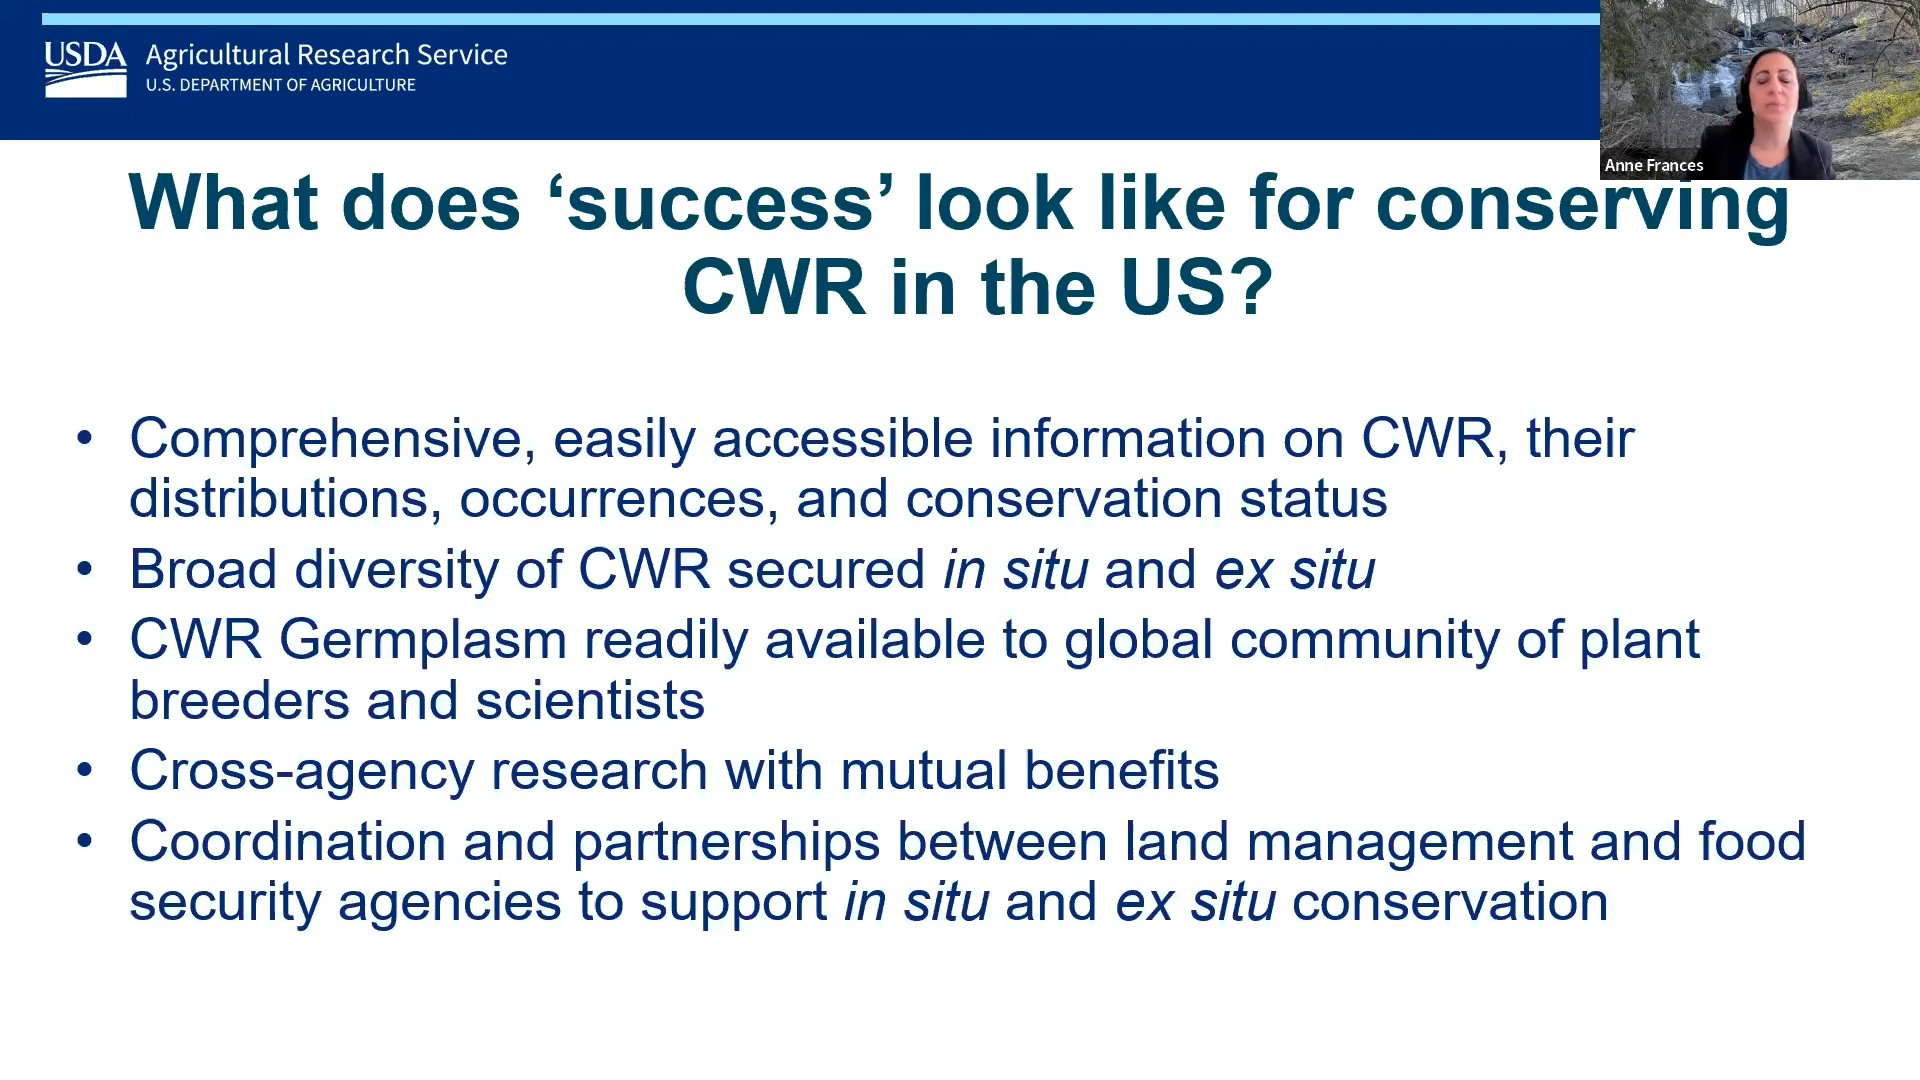 USDA Agricultural Research Service
U.S. DEPARTMENT OF AGRICULTURE
Anne Frances
What does ‘success’ look like for conserving
CWR in the US?
• Comprehensive, easily accessible information on CWR, their
distributions, occurrences, and conservation status
• Broad diversity of CWR secured in situ and ex situ
• CWR Germplasm readily available to global community of plant
breeders and scientists
• Cross-agency research with mutual benefits
• Coordination and partnerships between land management and food
security agencies to support in situ and ex situ conservation